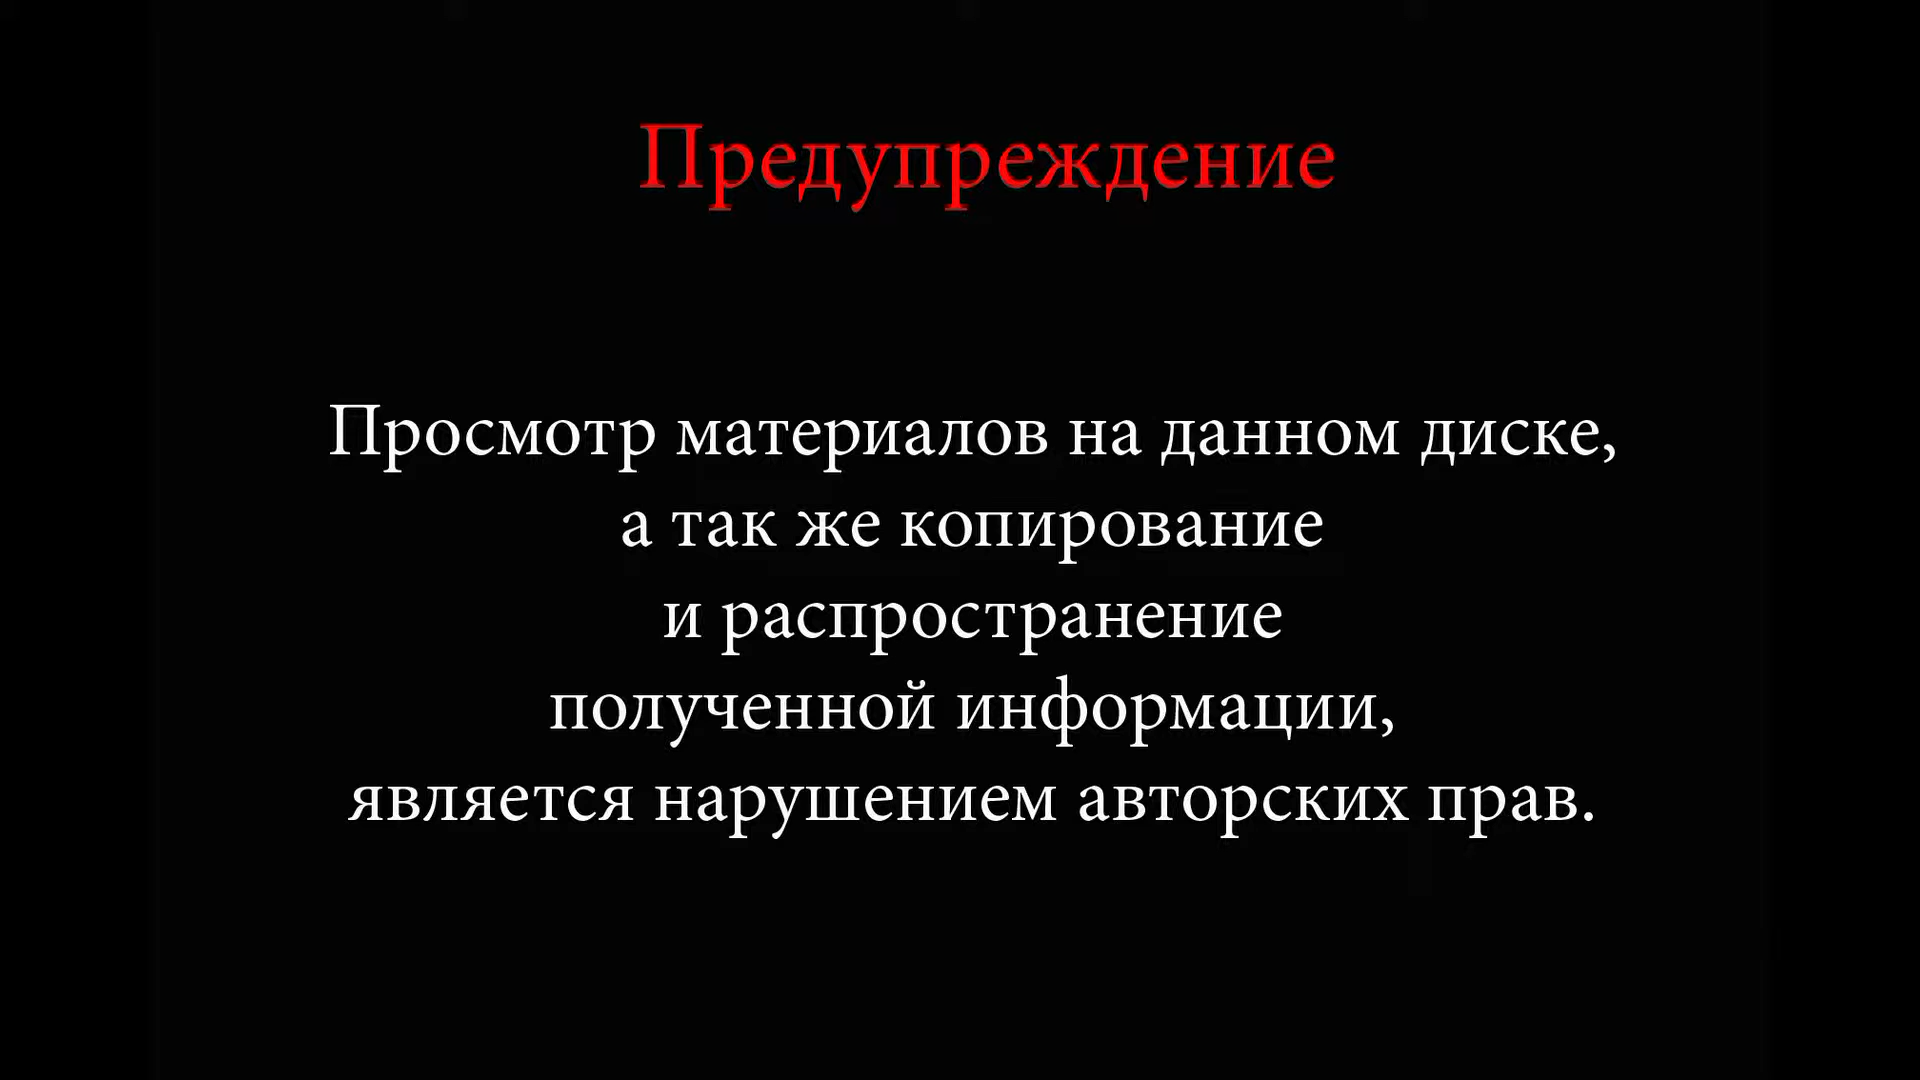 Предупреждение
Просмотр материалов на данном диске,
а так же копирование
и распространение
полученной информации,
является нарушением авторских прав.